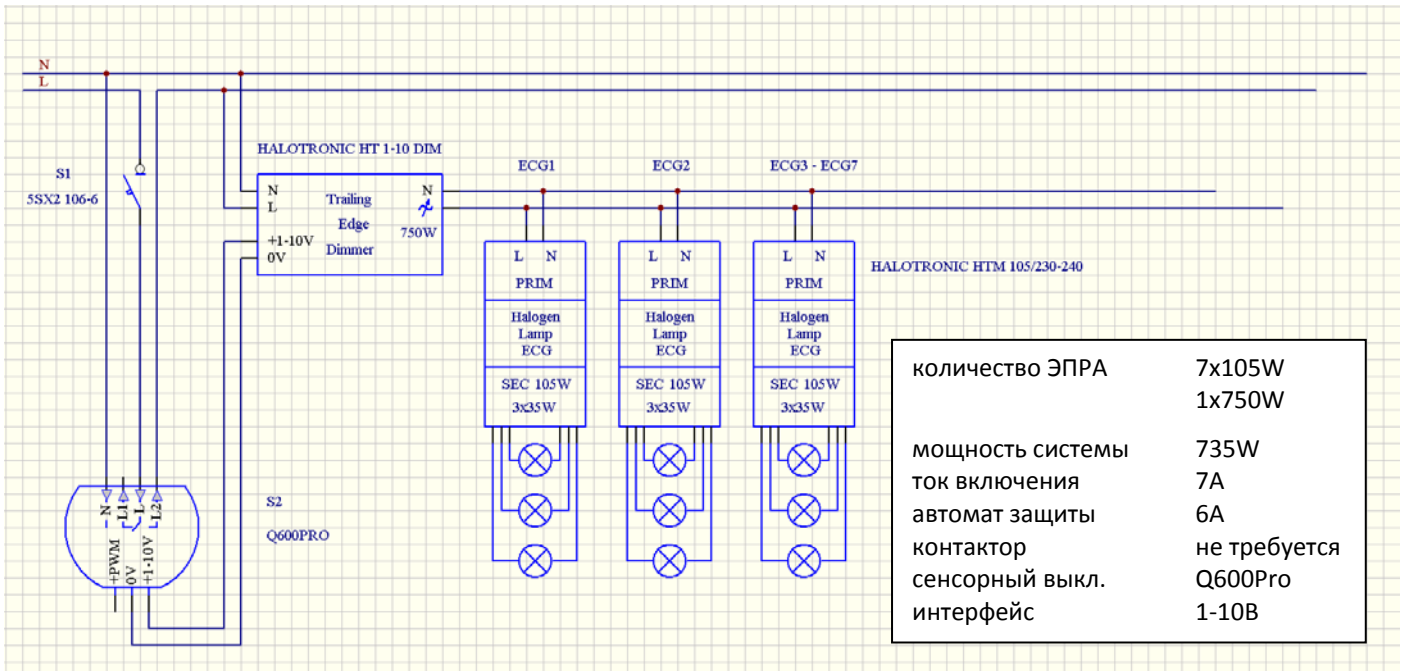 N
L
HALOTRONIC HT 1-10 DIM
S1
5SX2 106-6
N
L
+1-10V
0V
Trailing
Edge
Dimmer
N
750W
ECG1
ECG2
ECG3 - ECG7
L N
PRIM
Halogen
Lamp
ECG
SEC 105W
3x35W
L N
PRIM
Halogen
Lamp
ECG
SEC 105W
3x35W
L N
PRIM
Halogen
Lamp
ECG
SEC 105W
3x35W
HALOTRONIC HTM 105/230-240
количество ЭПРА 7x105W
1x750W
мощность системы 735W
ток включения 7А
автомат защиты 6А
контактор не требуется
сенсорный выкл. Q600Pro
интерфейс 1-10В
N
L1
L
L2
+PWM
0V
+1-10V
S2
Q600PRO